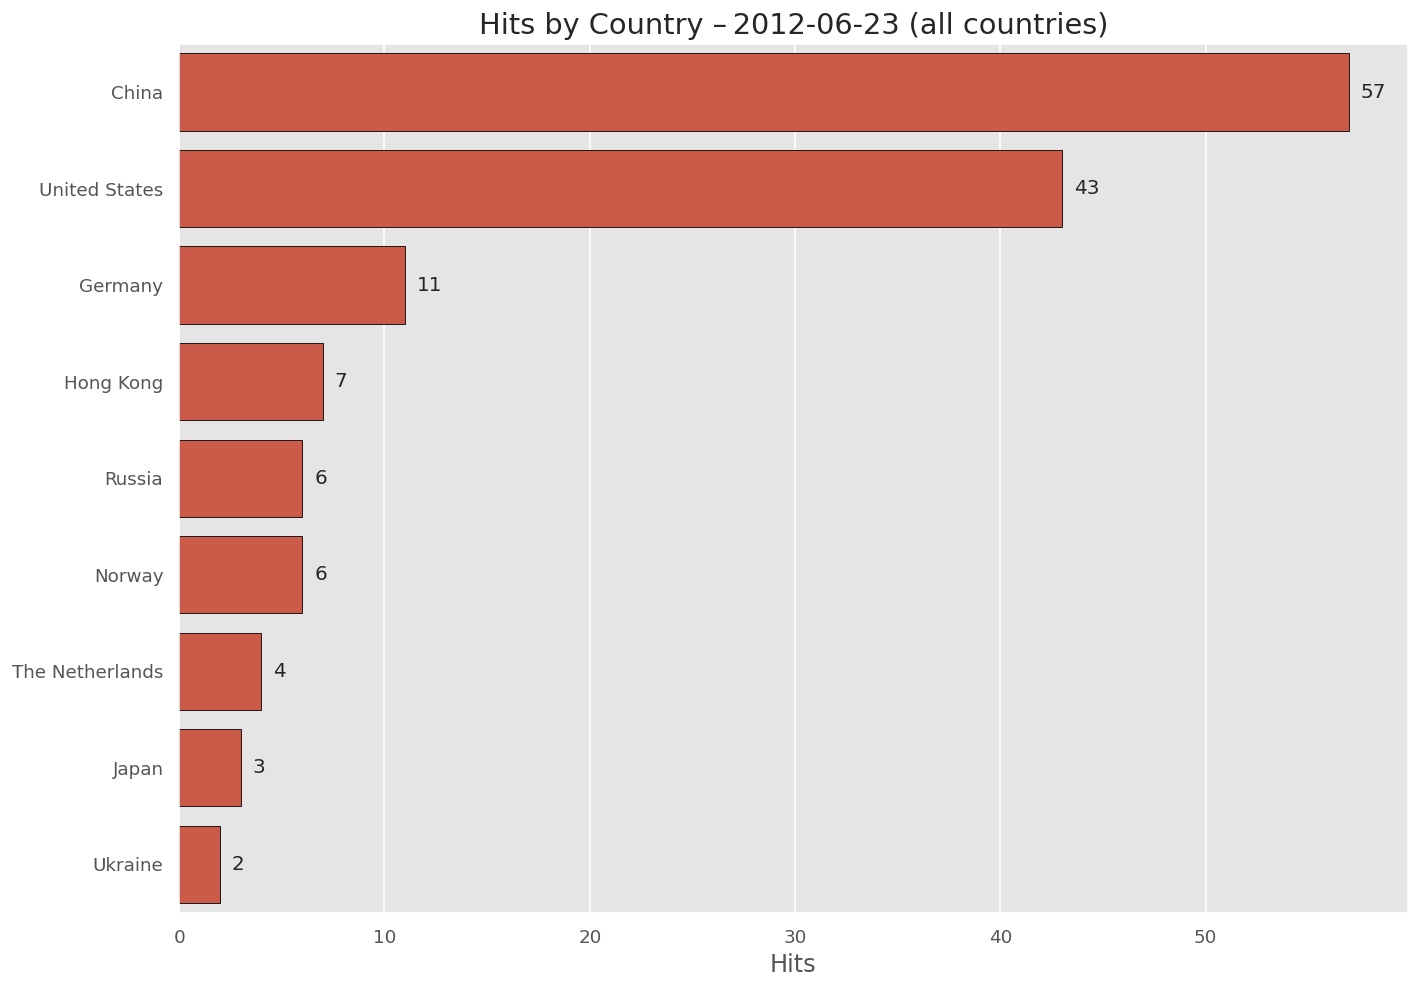 Hits by Country – 2012-06-23 (all countries)
China 57
United States 43
Germany 11
Hong Kong 7
Russia 6
Norway 6
The Netherlands 4
Japan 3
Ukraine 2
0 10 20 30 40 50
Hits